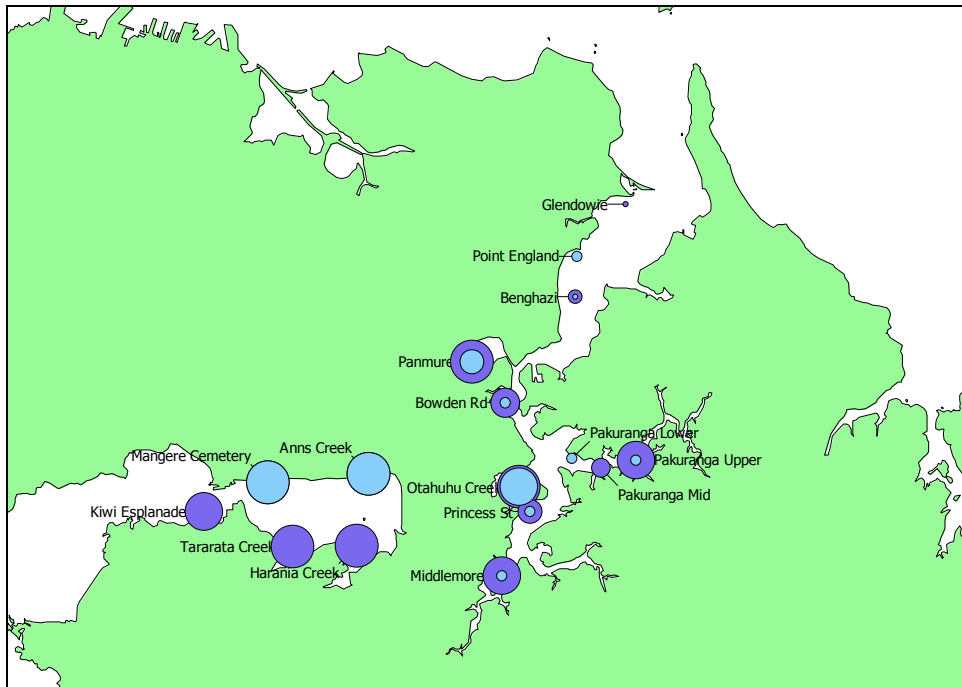 Glendowie
Point England
Benghazi
Panmure
Bowden Rd
Pakuranga Lower
Anns Creek
Mangere Cemetery
Pakuranga Upper
Otahuhu Creek
Pakuranga Mid
Kiwi Esplanade
Princess St
Tararata Creek
Harania Creek
Middlemore